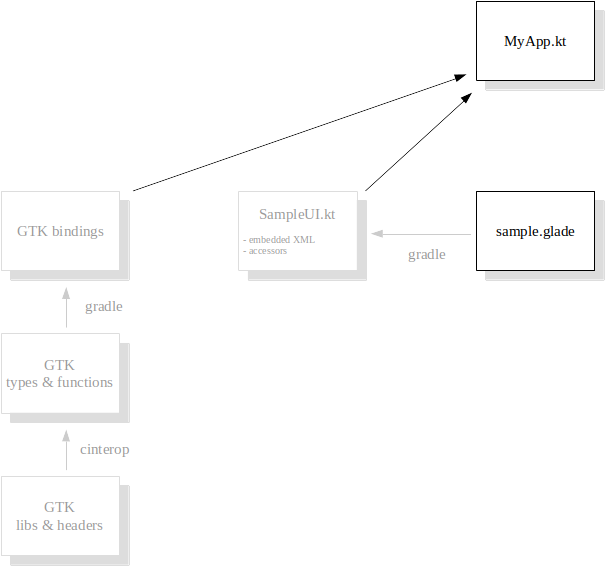 MyApp.kt
GTK bindings
SampleUI.kt
- embedded XML
- accessors
gradle
sample.glade
gradle
GTK
types & functions
cinterop
GTK
libs & headers